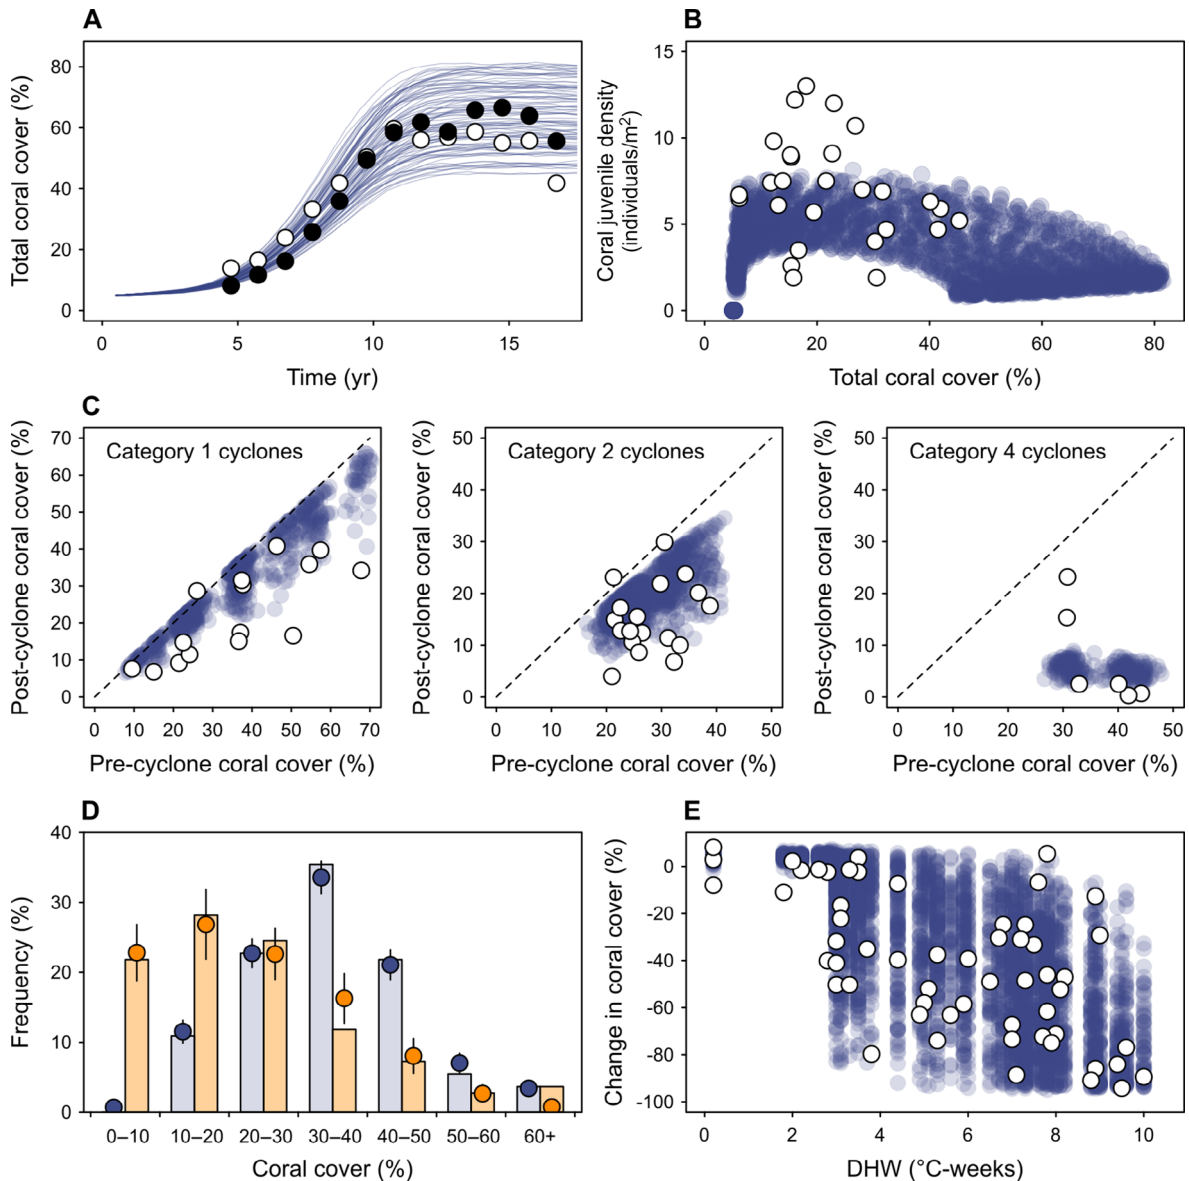 A
B
Total coral cover (%)
80
60
40
20
0
0 5 10 15
Time (yr)
Coral juvenile density
(individuals/m²)
15
10
5
0
0 20 40 60 80
Total coral cover (%)
C
Post-cyclone coral cover (%)
70
60
50
40
30
20
10
0
Category 1 cyclones
0 10 20 30 40 50 60 70
Pre-cyclone coral cover (%)
Post-cyclone coral cover (%)
50
40
30
20
10
0
Category 2 cyclones
0 10 20 30 40 50
Pre-cyclone coral cover (%)
Post-cyclone coral cover (%)
50
40
30
20
10
0
Category 4 cyclones
0 10 20 30 40 50
Pre-cyclone coral cover (%)
D
E
Frequency (%)
40
30
20
10
0
0–10 10–20 20–30 30–40 40–50 50–60 60+
Coral cover (%)
Change in coral cover (%)
0
-20
-40
-60
-80
-100
0 2 4 6 8 10
DHW (°C-weeks)